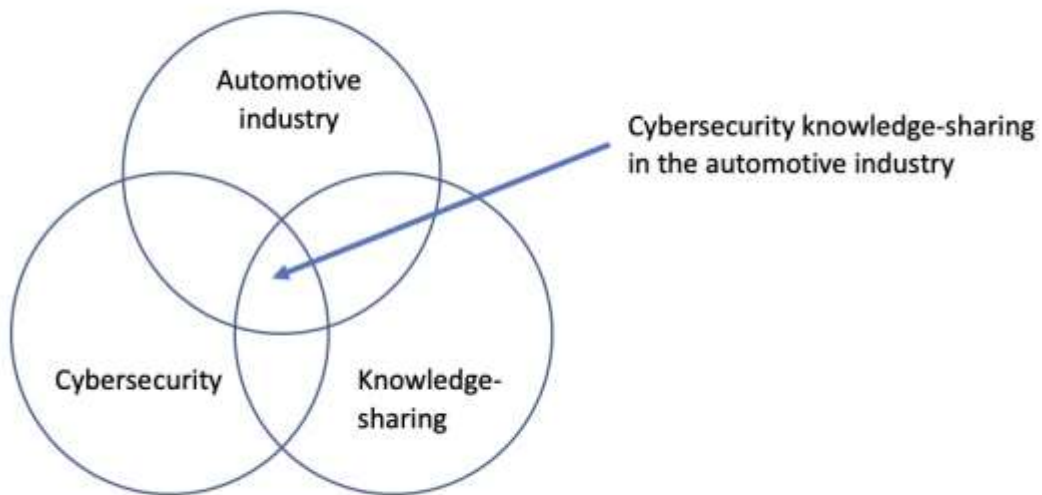 Automotive
industry
Cybersecurity knowledge-sharing
in the automotive industry
Cybersecurity
Knowledge-
sharing